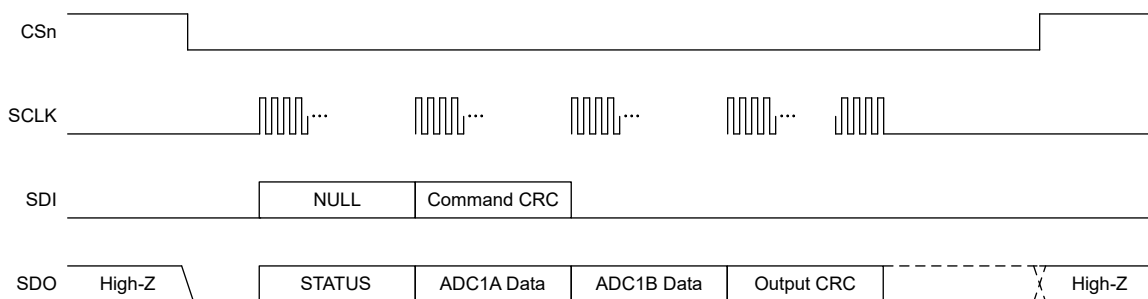 CSn
SCLK ... ... ... ...
SDI NULL Command CRC
SDO High-Z STATUS ADC1A Data ADC1B Data Output CRC High-Z